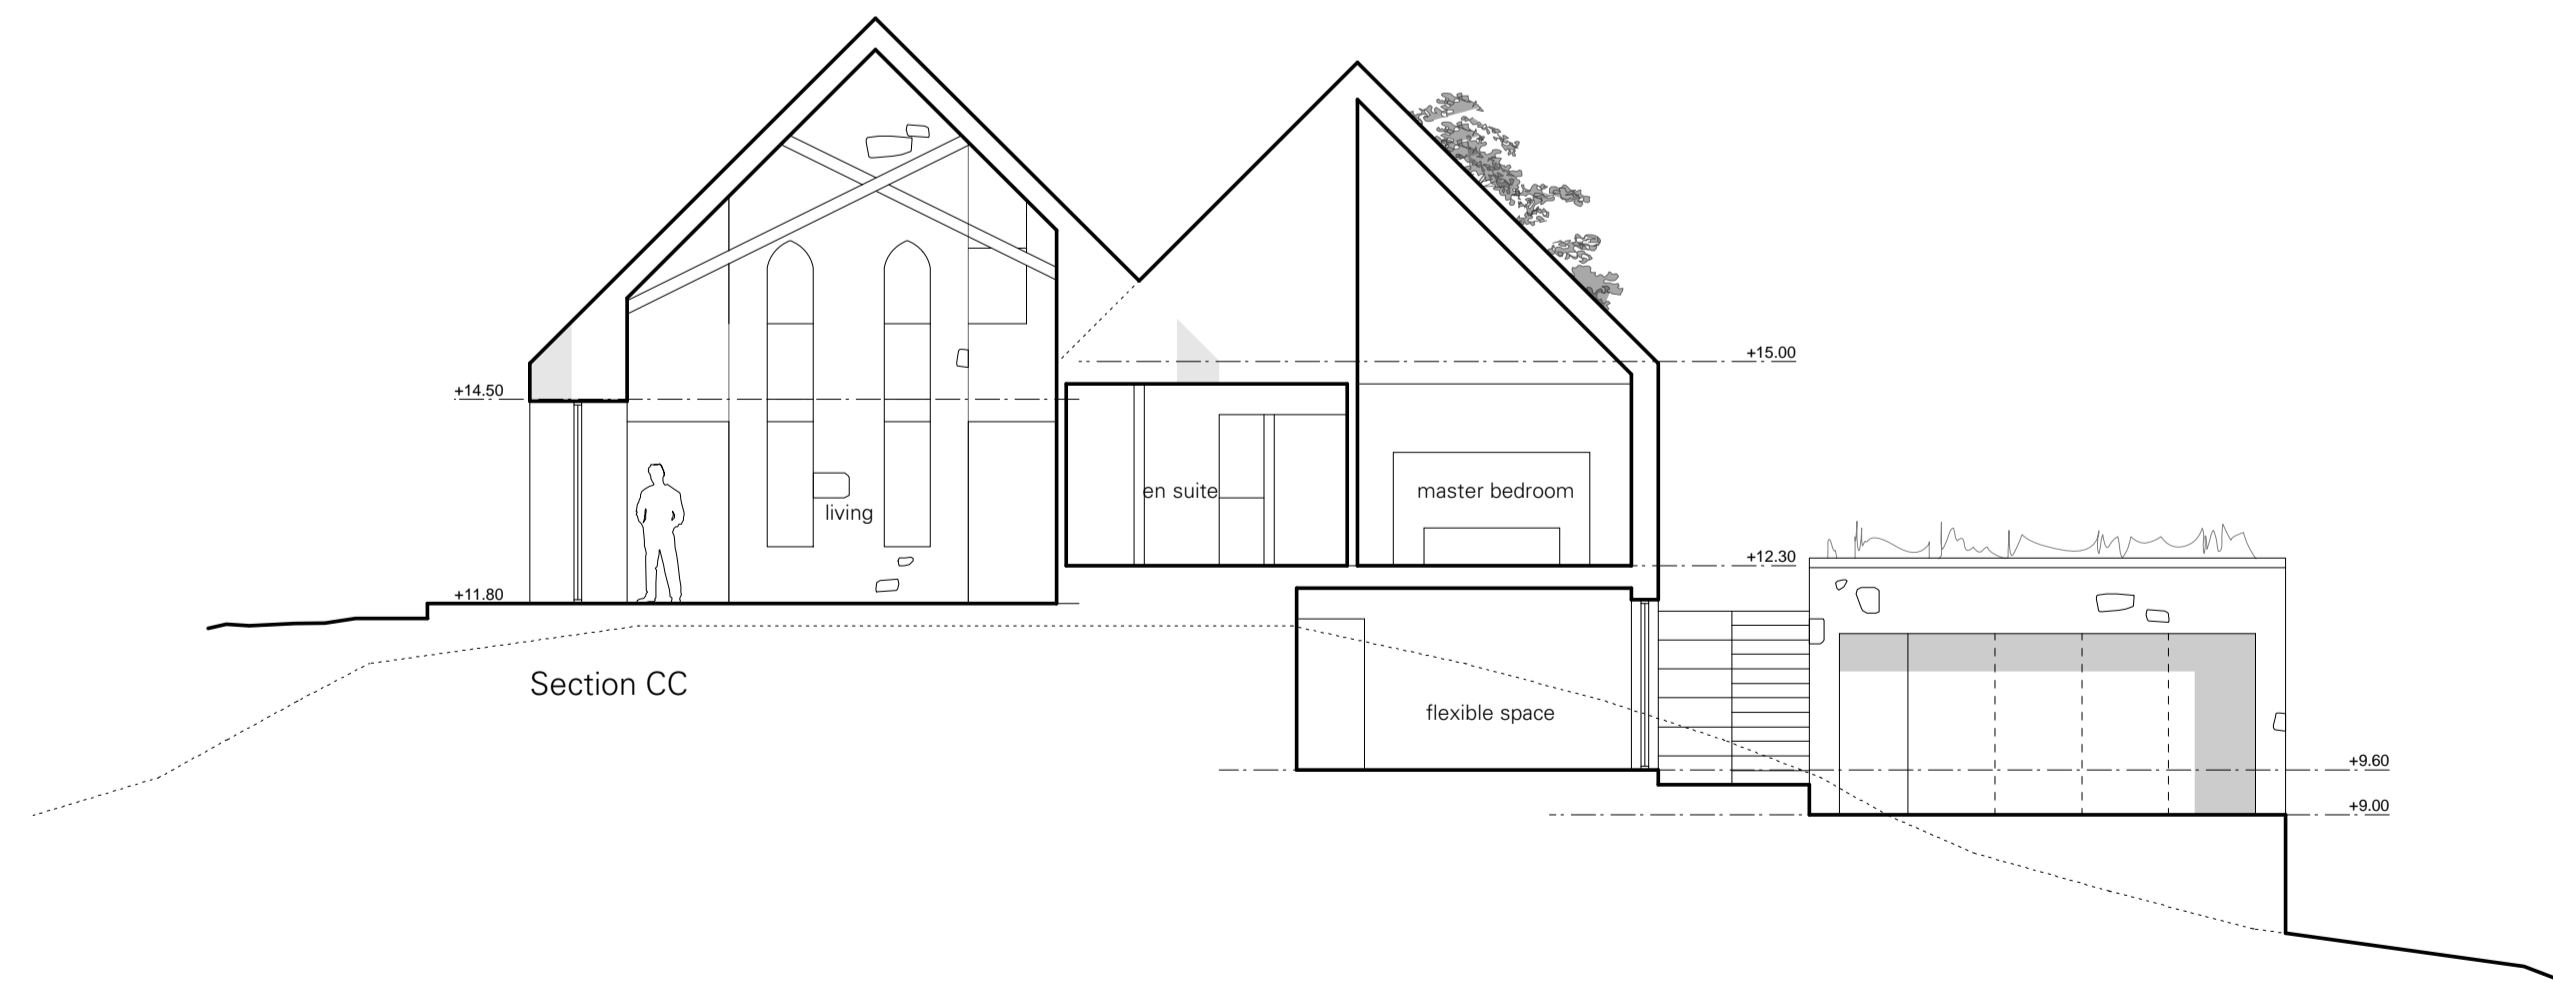 +15.00
+14.50
en suite
master bedroom
living
+12.30
+11.80
Section CC
flexible space
+9.60
+9.00